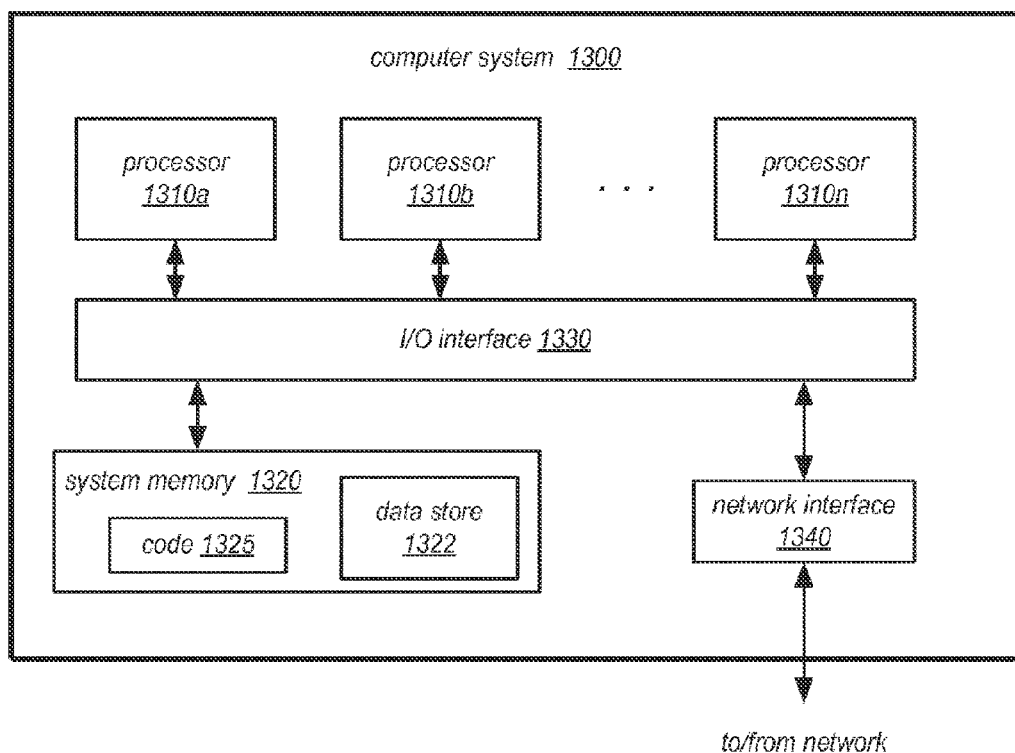 computer system 1300
processor
1310a
processor
1310b
. . .
processor
1310n
I/O interface 1330
system memory 1320
code 1325
data store
1322
network interface
1340
to/from network